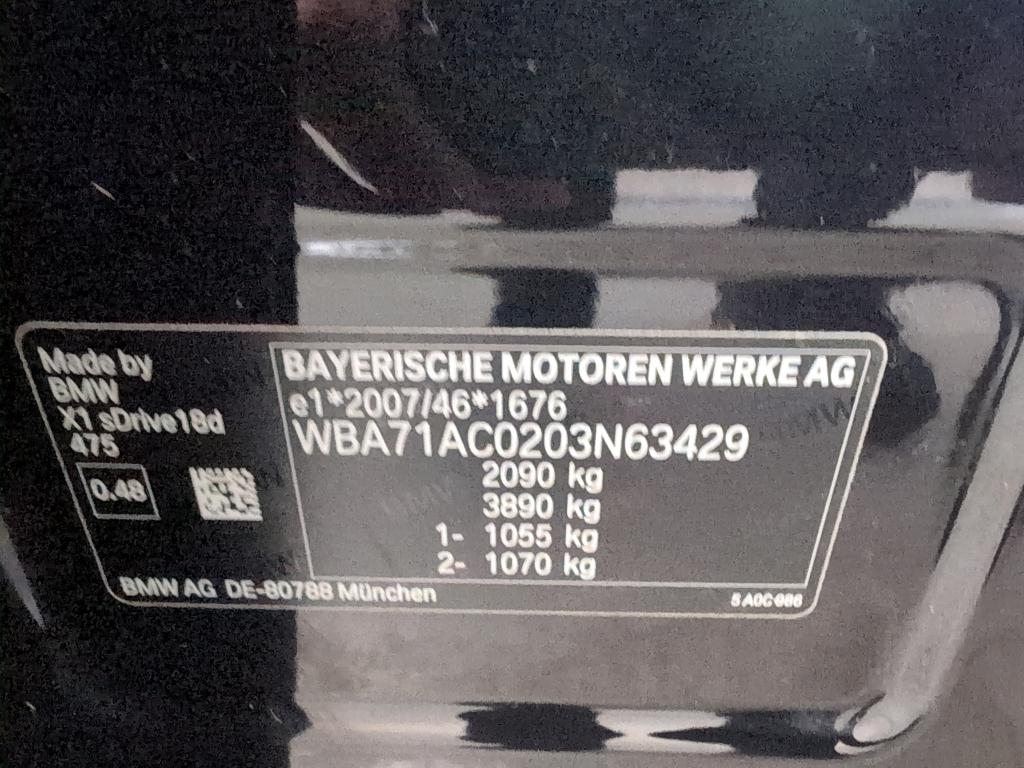 Made by
BMW
X1 sDrive18d
475
0.48
BAYERISCHE MOTOREN WERKE AG
e1*2007/46*1676
WBA71AC0203N63429
2090 kg
3890 kg
1- 1055 kg
2- 1070 kg
BMW AG DE-80788 München
5 A0C 986